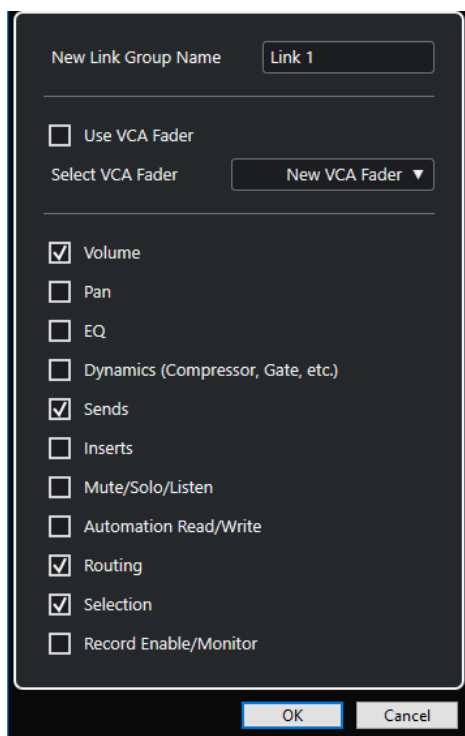 New Link Group Name
Link 1
Use VCA Fader
Select VCA Fader
New VCA Fader
Volume
Pan
EQ
Dynamics (Compressor, Gate, etc.)
Sends
Inserts
Mute/Solo/Listen
Automation Read/Write
Routing
Selection
Record Enable/Monitor
OK
Cancel